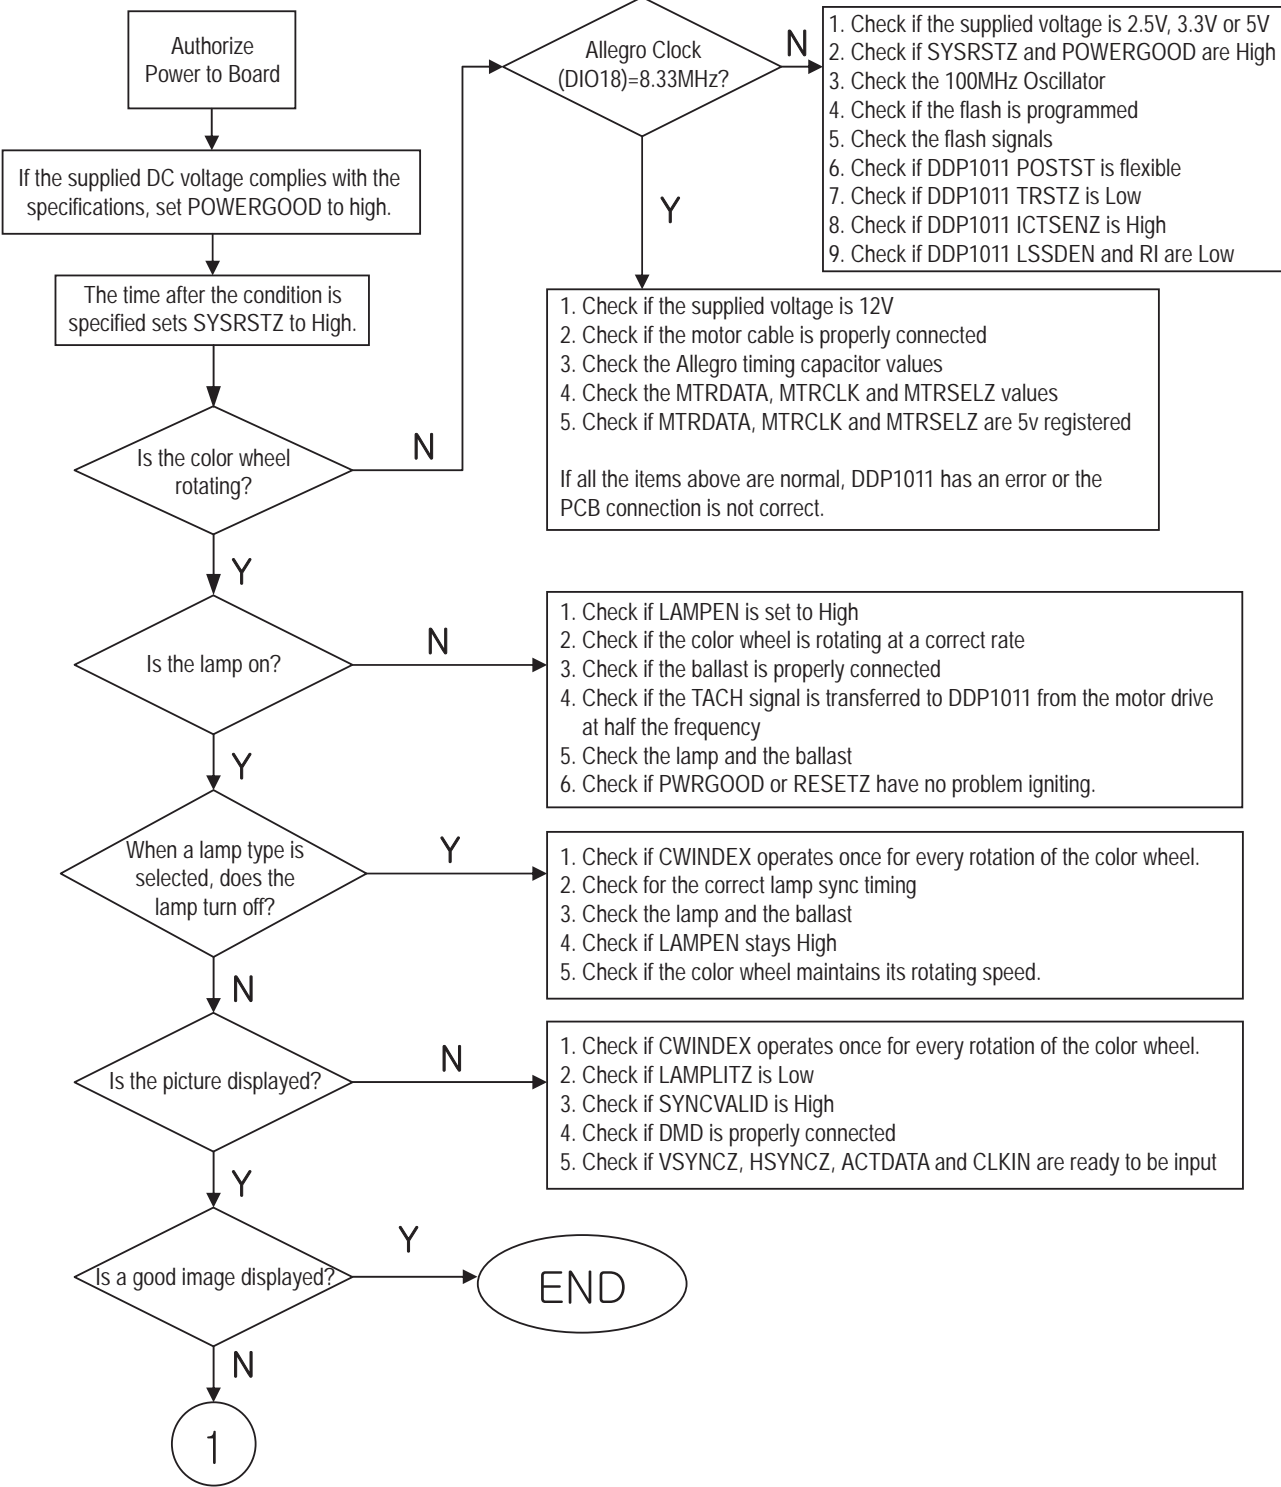 Authorize
Power to Board
If the supplied DC voltage complies with the
specifications, set POWERGOOD to high.
The time after the condition is
specified sets SYSRSTZ to High.
Is the color wheel
rotating?
N
Allegro Clock
(DIO18)=8.33MHz?
N
1. Check if the supplied voltage is 2.5V, 3.3V or 5V
2. Check if SYSRSTZ and POWERGOOD are High
3. Check the 100MHz Oscillator
4. Check if the flash is programmed
5. Check the flash signals
6. Check if DDP1011 POSTST is flexible
7. Check if DDP1011 TRSTZ is Low
8. Check if DDP1011 ICTSENZ is High
9. Check if DDP1011 LSSDEN and RI are Low
Y
1. Check if the supplied voltage is 12V
2. Check if the motor cable is properly connected
3. Check the Allegro timing capacitor values
4. Check the MTRDATA, MTRCLK and MTRSELZ values
5. Check if MTRDATA, MTRCLK and MTRSELZ are 5v registered
If all the items above are normal, DDP1011 has an error or the
PCB connection is not correct.
Y
Is the lamp on?
N
1. Check if LAMPEN is set to High
2. Check if the color wheel is rotating at a correct rate
3. Check if the ballast is properly connected
4. Check if the TACH signal is transferred to DDP1011 from the motor drive
at half the frequency
5. Check the lamp and the ballast
6. Check if PWRGOOD or RESETZ have no problem igniting.
Y
When a lamp type is
selected, does the
lamp turn off?
Y
1. Check if CWINDEX operates once for every rotation of the color wheel.
2. Check for the correct lamp sync timing
3. Check the lamp and the ballast
4. Check if LAMPEN stays High
5. Check if the color wheel maintains its rotating speed.
N
Is the picture displayed?
N
1. Check if CWINDEX operates once for every rotation of the color wheel.
2. Check if LAMPLITZ is Low
3. Check if SYNCVALID is High
4. Check if DMD is properly connected
5. Check if VSYNCZ, HSYNCZ, ACTDATA and CLKIN are ready to be input
Y
Is a good image displayed?
Y
END
N
1